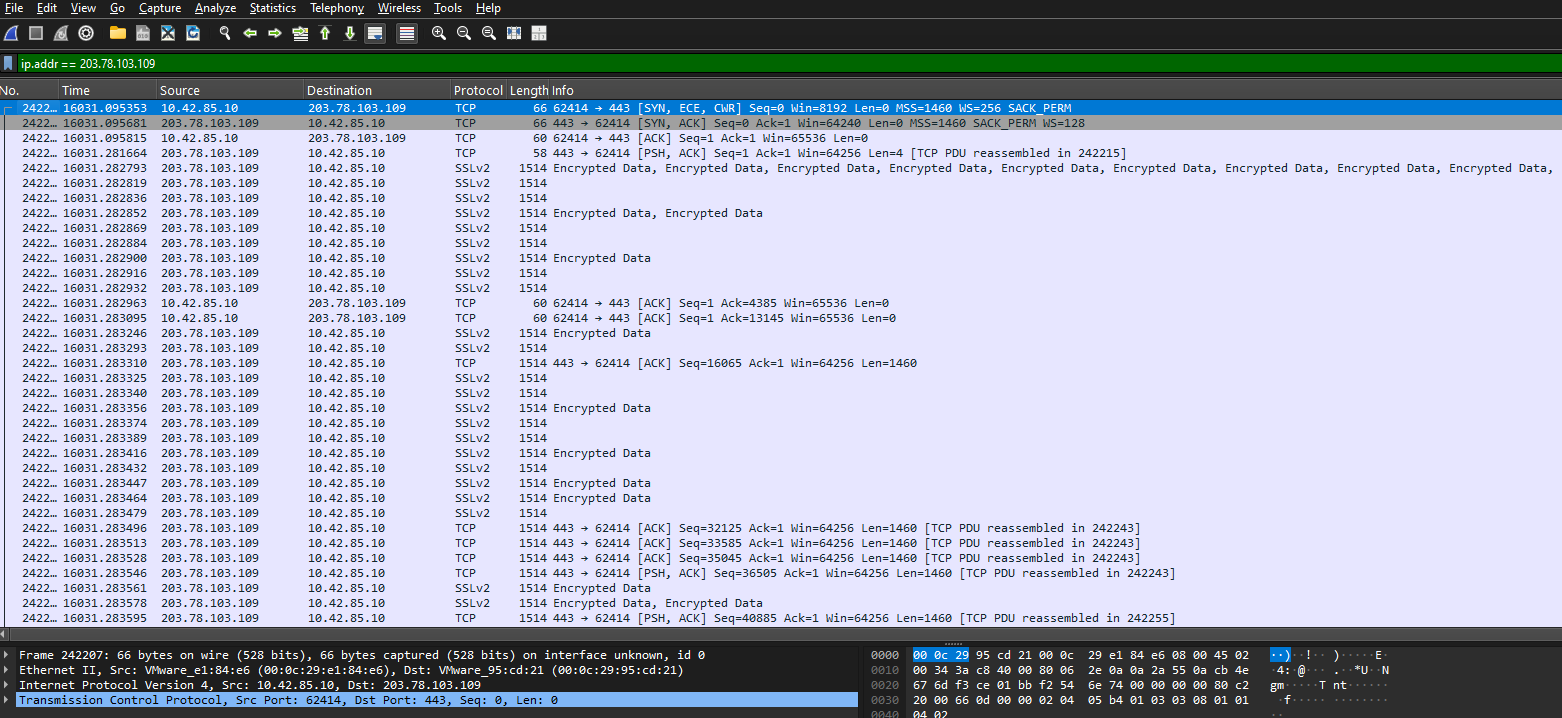 File Edit View Go Capture Analyze Statistics Telephony Wireless Tools Help
ip.addr == 203.78.103.109
No. Time Source Destination Protocol Length Info
2422… 16031.095353 10.42.85.10 203.78.103.109 TCP 66 62414 → 443 [SYN, ECE, CWR] Seq=0 Win=8192 Len=0 MSS=1460 WS=256 SACK_PERM
2422… 16031.095681 203.78.103.109 10.42.85.10 TCP 66 443 → 62414 [SYN, ACK] Seq=0 Ack=1 Win=64240 Len=0 MSS=1460 SACK_PERM WS=128
2422… 16031.095815 10.42.85.10 203.78.103.109 TCP 60 62414 → 443 [ACK] Seq=1 Ack=1 Win=65536 Len=0
2422… 16031.281664 203.78.103.109 10.42.85.10 TCP 58 443 → 62414 [PSH, ACK] Seq=1 Ack=1 Win=64256 Len=4 [TCP PDU reassembled in 242215]
2422… 16031.282793 203.78.103.109 10.42.85.10 SSLv2 1514 Encrypted Data, Encrypted Data, Encrypted Data, Encrypted Data, Encrypted Data, Encrypted Data, Encrypted Data, Encrypted Data, Encrypted Data,
2422… 16031.282819 203.78.103.109 10.42.85.10 SSLv2 1514
2422… 16031.282836 203.78.103.109 10.42.85.10 SSLv2 1514
2422… 16031.282852 203.78.103.109 10.42.85.10 SSLv2 1514 Encrypted Data, Encrypted Data
2422… 16031.282869 203.78.103.109 10.42.85.10 SSLv2 1514
2422… 16031.282884 203.78.103.109 10.42.85.10 SSLv2 1514
2422… 16031.282900 203.78.103.109 10.42.85.10 SSLv2 1514 Encrypted Data
2422… 16031.282916 203.78.103.109 10.42.85.10 SSLv2 1514
2422… 16031.282932 203.78.103.109 10.42.85.10 SSLv2 1514
2422… 16031.282963 10.42.85.10 203.78.103.109 TCP 60 62414 → 443 [ACK] Seq=1 Ack=4385 Win=65536 Len=0
2422… 16031.283095 10.42.85.10 203.78.103.109 TCP 60 62414 → 443 [ACK] Seq=1 Ack=13145 Win=65536 Len=0
2422… 16031.283246 203.78.103.109 10.42.85.10 SSLv2 1514 Encrypted Data
2422… 16031.283293 203.78.103.109 10.42.85.10 SSLv2 1514
2422… 16031.283310 203.78.103.109 10.42.85.10 TCP 1514 443 → 62414 [ACK] Seq=16065 Ack=1 Win=64256 Len=1460
2422… 16031.283325 203.78.103.109 10.42.85.10 SSLv2 1514
2422… 16031.283340 203.78.103.109 10.42.85.10 SSLv2 1514
2422… 16031.283356 203.78.103.109 10.42.85.10 SSLv2 1514 Encrypted Data
2422… 16031.283374 203.78.103.109 10.42.85.10 SSLv2 1514
2422… 16031.283389 203.78.103.109 10.42.85.10 SSLv2 1514
2422… 16031.283416 203.78.103.109 10.42.85.10 SSLv2 1514 Encrypted Data
2422… 16031.283432 203.78.103.109 10.42.85.10 SSLv2 1514
2422… 16031.283447 203.78.103.109 10.42.85.10 SSLv2 1514 Encrypted Data
2422… 16031.283464 203.78.103.109 10.42.85.10 SSLv2 1514 Encrypted Data
2422… 16031.283479 203.78.103.109 10.42.85.10 SSLv2 1514
2422… 16031.283496 203.78.103.109 10.42.85.10 TCP 1514 443 → 62414 [ACK] Seq=32125 Ack=1 Win=64256 Len=1460 [TCP PDU reassembled in 242243]
2422… 16031.283513 203.78.103.109 10.42.85.10 TCP 1514 443 → 62414 [ACK] Seq=33585 Ack=1 Win=64256 Len=1460 [TCP PDU reassembled in 242243]
2422… 16031.283528 203.78.103.109 10.42.85.10 TCP 1514 443 → 62414 [ACK] Seq=35045 Ack=1 Win=64256 Len=1460 [TCP PDU reassembled in 242243]
2422… 16031.283546 203.78.103.109 10.42.85.10 TCP 1514 443 → 62414 [PSH, ACK] Seq=36505 Ack=1 Win=64256 Len=1460 [TCP PDU reassembled in 242243]
2422… 16031.283561 203.78.103.109 10.42.85.10 SSLv2 1514 Encrypted Data
2422… 16031.283578 203.78.103.109 10.42.85.10 SSLv2 1514 Encrypted Data, Encrypted Data
2422… 16031.283595 203.78.103.109 10.42.85.10 TCP 1514 443 → 62414 [PSH, ACK] Seq=40885 Ack=1 Win=64256 Len=1460 [TCP PDU reassembled in 242255]
Frame 242207: 66 bytes on wire (528 bits), 66 bytes captured (528 bits) on interface unknown, id 0
Ethernet II, Src: VMware_e1:84:e6 (00:0c:29:e1:84:e6), Dst: VMware_95:cd:21 (00:0c:29:95:cd:21)
Internet Protocol Version 4, Src: 10.42.85.10, Dst: 203.78.103.109
Transmission Control Protocol, Src Port: 62414, Dst Port: 443, Seq: 0, Len: 0
0000 00 0c 29 95 cd 21 00 0c 29 e1 84 e6 08 00 45 02 ··)··!·· )·····E·
0010 00 34 3a c8 40 00 80 06 2e 0a 0a 2a 55 0a cb 4e ·4:·@··· .··*U··N
0020 67 6d f3 ce 01 bb f2 54 6e 74 00 00 00 00 80 c2 gm·····T nt······
0030 20 00 66 0d 00 00 02 04 05 b4 01 03 03 08 01 01 ·f····· ········
0040 04 02 ··